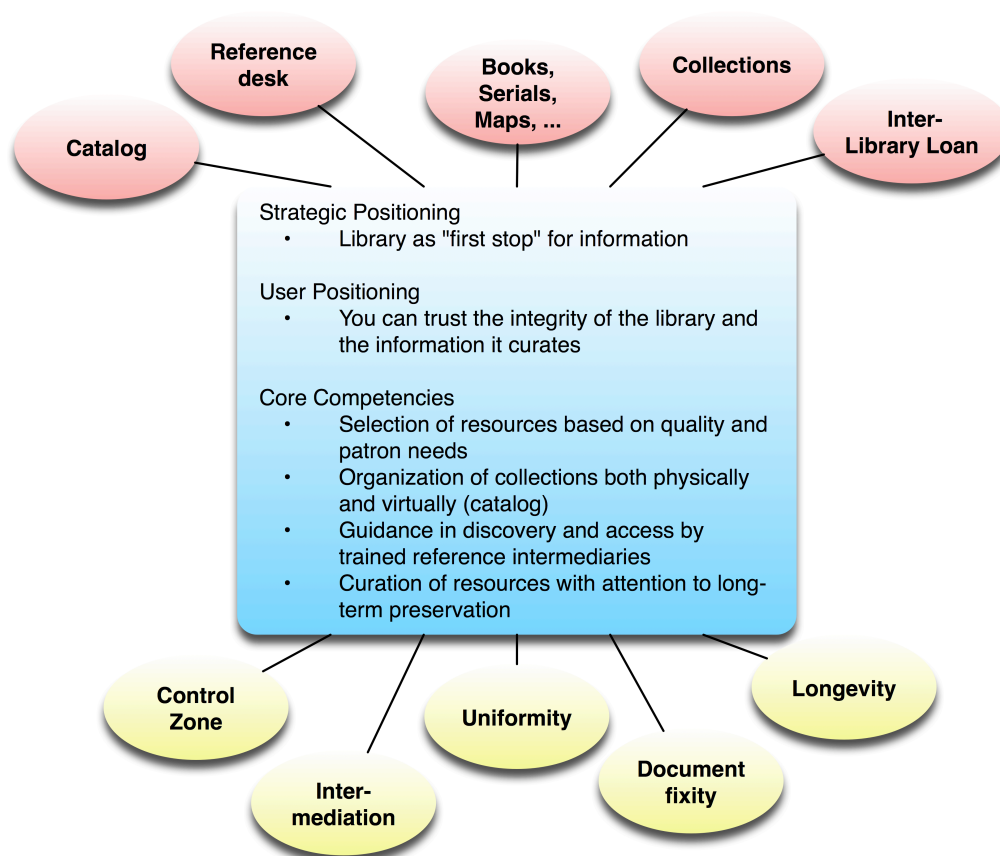 Reference
desk
Books,
Serials,
Maps, ...
Collections
Catalog
Inter-
Library Loan
Strategic Positioning
• Library as "first stop" for information
User Positioning
• You can trust the integrity of the library and
the information it curates
Core Competencies
• Selection of resources based on quality and
patron needs
• Organization of collections both physically
and virtually (catalog)
• Guidance in discovery and access by
trained reference intermediaries
• Curation of resources with attention to long-
term preservation
Control
Zone
Inter-
mediation
Uniformity
Document
fixity
Longevity